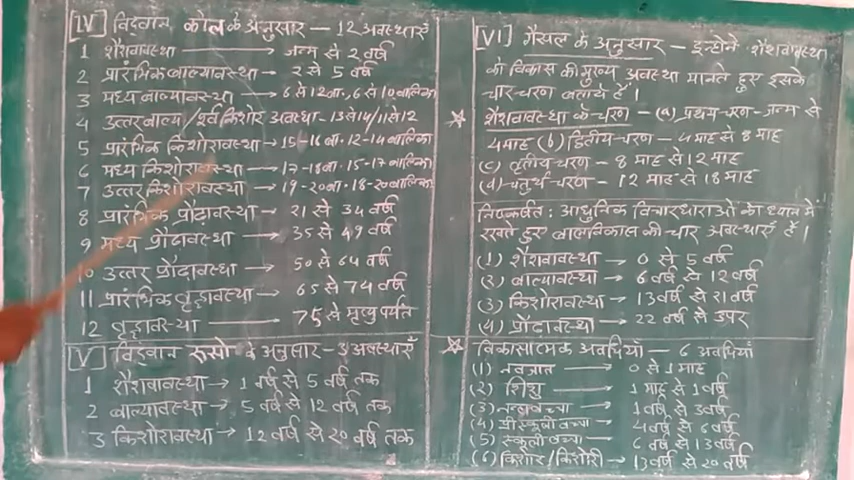 [IV] विद्वान कोल के अनुसार - 12 अवस्थाएँ
1 शैशवावस्था → जन्म से 2 वर्ष
2 प्रारंभिक बाल्यावस्था → 2 से 5 वर्ष
3 मध्य बाल्यावस्था → 6 से 12 बा., 6 से 10 बालिका
4 उत्तर बाल्या / पूर्व किशोर अवस्था - 13 से 14 / 11 से 12
5 प्रारंभिक किशोरावस्था → 15-16 बा. 12-14 बालिका
6 मध्य किशोरावस्था → 17-18 बा. 15-17 बालिका
7 उत्तर किशोरावस्था → 19-20 बा. 18-20 बालिका
8 प्रारंभिक प्रौढ़ावस्था → 21 से 34 वर्ष
9 मध्य प्रौढावस्था → 35 से 49 वर्ष
10 उत्तर प्रौढ़ावस्था → 50 से 64 वर्ष
11 प्रारंभिक वृद्धावस्था → 65 से 74 वर्ष
12 वृद्धावस्था → 75 से मृत्यु पर्यंत
[V] विद्वान रूसो के अनुसार - 3 अवस्थाएँ
1 शैशवावस्था → 1 वर्ष से 5 वर्ष तक
2 बाल्यावस्था → 5 वर्ष से 12 वर्ष तक
3 किशोरावस्था → 12 वर्ष से 20 वर्ष तक
[VI] गैसल के अनुसार - इन्होंने शैशवावस्था
को विकास की मुख्य अवस्था मानते हुए इसके
चार चरण बताये हैं।
शैशवावस्था के चरण - (a) प्रथम चरण - जन्म से
4 माह (b) द्वितीय चरण - 4 माह से 8 माह
(c) तृतीय चरण - 8 माह से 12 माह
(d) चतुर्थ चरण - 12 माह से 18 माह
निष्कर्षत: आधुनिक विचारधाराओं को ध्यान में
रखते हुए बालविकास की चार अवस्थाएँ हैं।
(1) शैशवावस्था → 0 से 5 वर्ष
(2) बाल्यावस्था → 6 वर्ष से 12 वर्ष
(3) किशोरावस्था → 13 वर्ष से 21 वर्ष
(4) प्रौढावस्था → 22 वर्ष से उपर
विकासात्मक अवधियाँ - 6 अवधियाँ
(1) नवजात → 0 से 1 माह
(2) शिशु → 1 माह से 1 वर्ष
(3) नन्हा बच्चा → 1 वर्ष से 3 वर्ष
(4) प्री स्कूली बच्चा - 4 वर्ष से 6 वर्ष
(5) स्कूली बच्चा - 6 वर्ष से 13 वर्ष
(6) किशोर / किशोरी - 13 वर्ष से 20 वर्ष